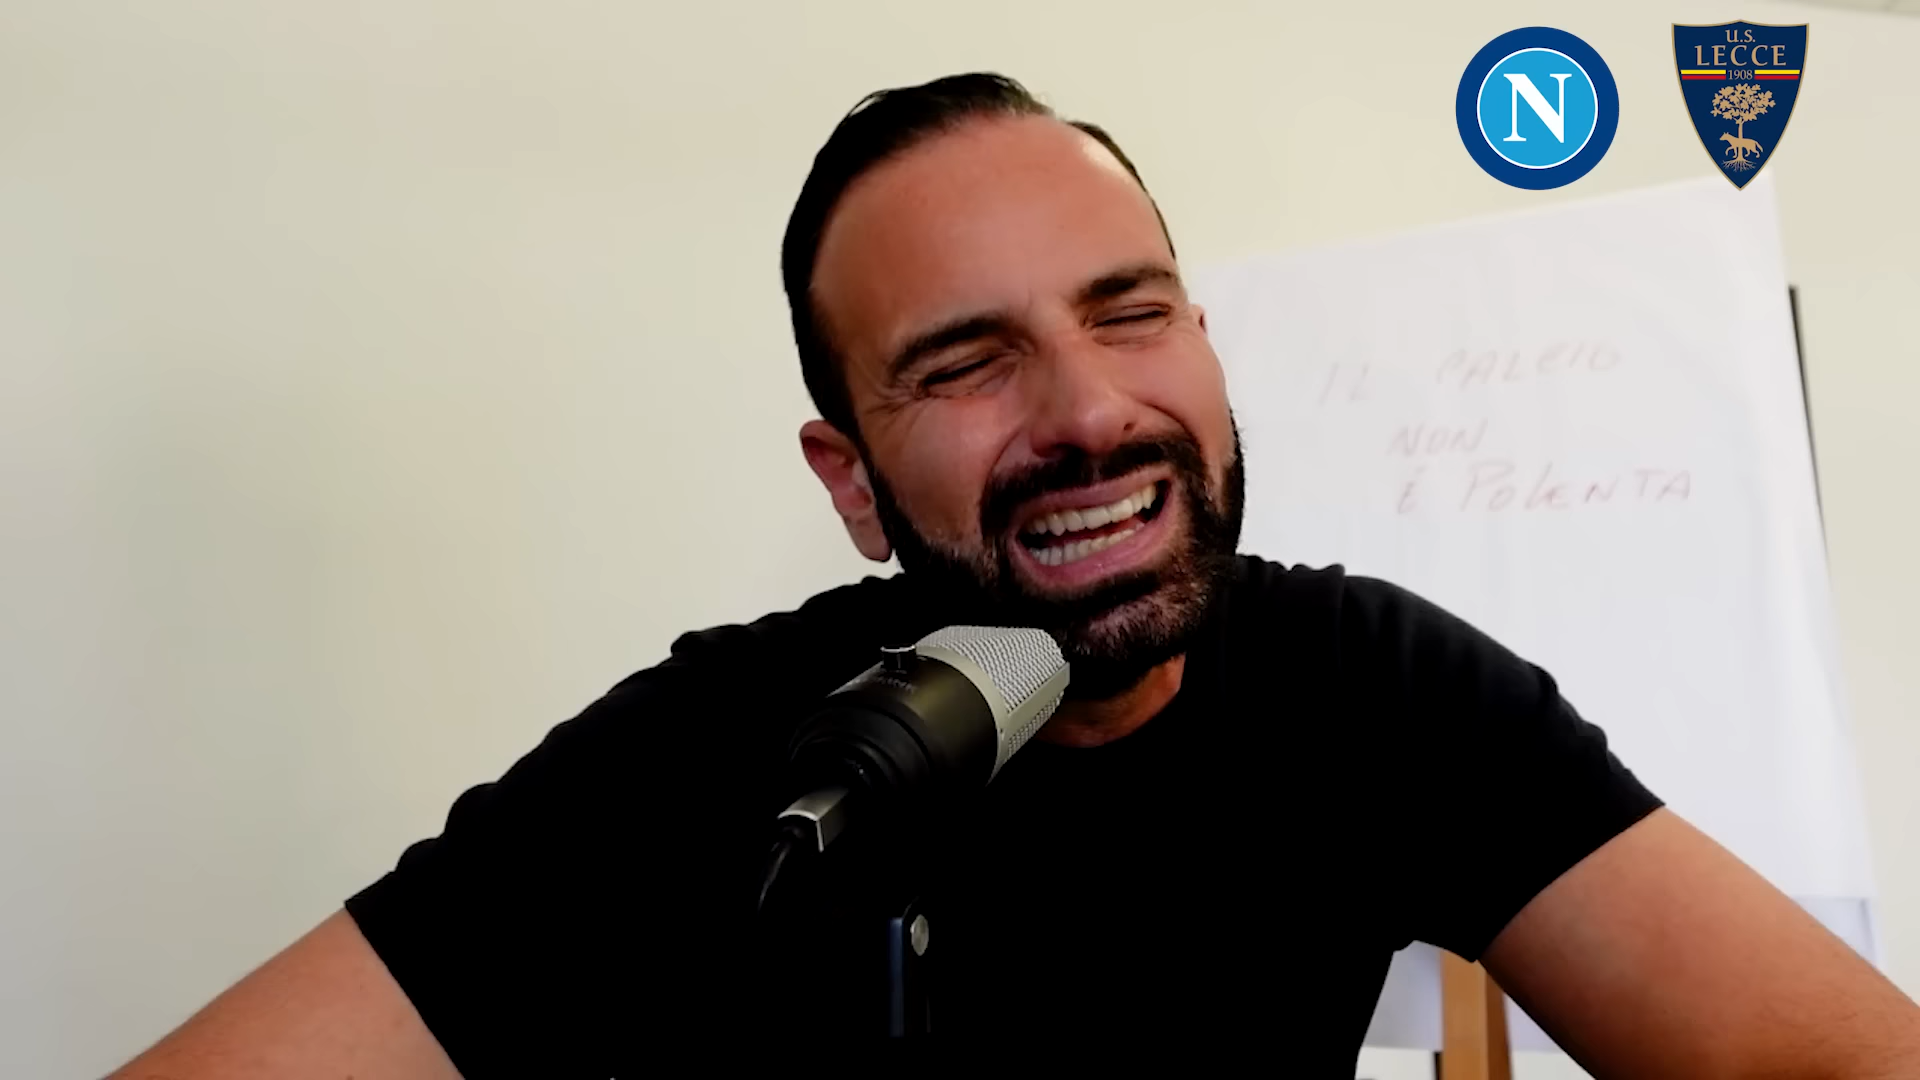 N
U.S.
LECCE
1908
IL CALCIO
NON
È POLENTA